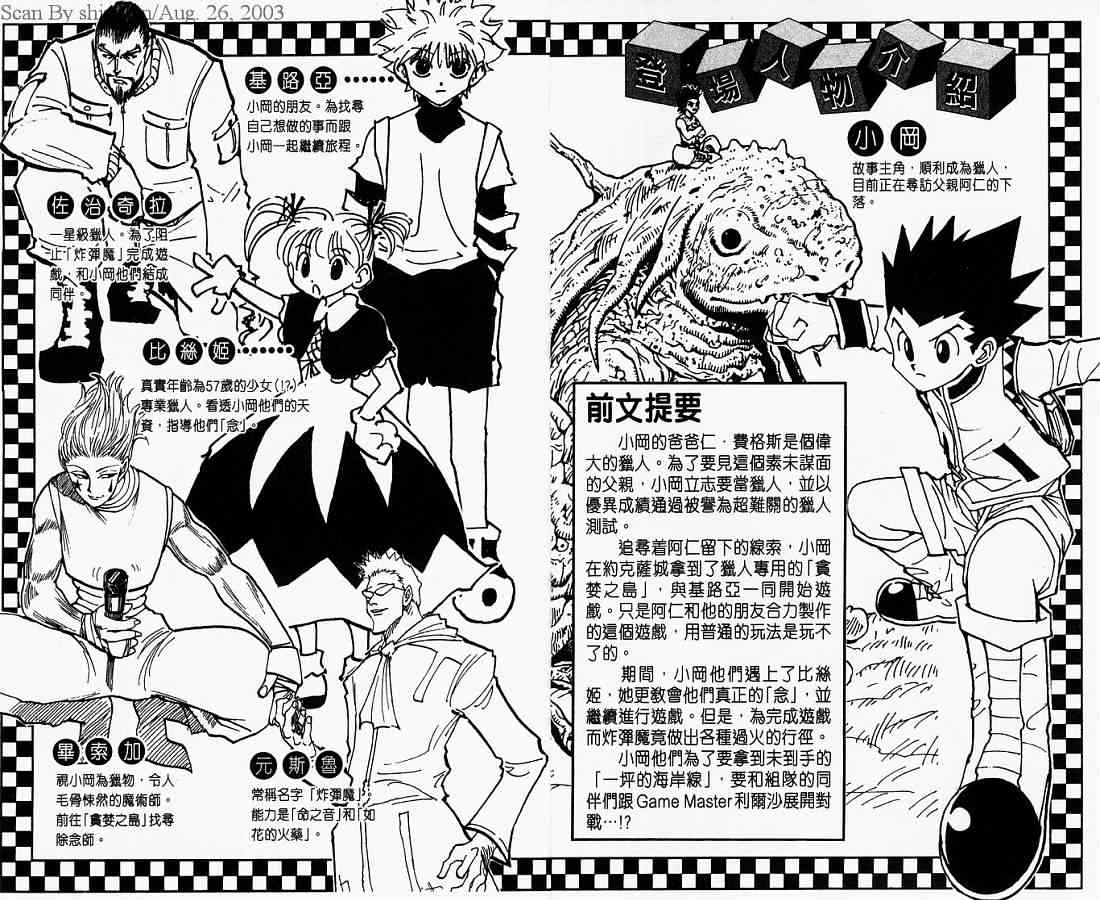 Scan By shi
n/Aug. 26, 2003
登場人物介紹
小岡
故事主角，順利成為獵人，
目前正在尋訪父親阿仁的下
落。
基路亞
小岡的朋友。為找尋
自己想做的事而跟
小岡一起繼續旅程。
佐治奇拉
一星級獵人。為了阻
止「炸彈魔」完成遊
戲，和小岡他們結成
同伴。
比絲姬
真實年齡為57歲的少女(!?)，
專業獵人。看透小岡他們的天
資，指導他們「念」。
畢索加
視小岡為獵物，令人
毛骨悚然的魔術師。
前往「貪婪之島」找尋
除念師。
元斯魯
常稱名字「炸彈魔」，
能力是「命之音」和「如
花的火藥」。
前文提要
小岡的爸爸仁．費格斯是個偉
大的獵人。為了要見這個素未謀面
的父親，小岡立志要當獵人，並以
優異成績通過被譽為超難關的獵人
測試。
追尋着阿仁留下的線索，小岡
在約克薩城拿到了獵人專用的「貪
婪之島」，與基路亞一同開始遊
戲。只是阿仁和他的朋友合力製作
的這個遊戲，用普通的玩法是玩不
了的。
期間，小岡他們遇上了比絲
姬，她更教會他們真正的「念」，並
繼續進行遊戲。但是，為完成遊戲
而炸彈魔竟做出各種過火的行徑。
小岡他們為了要拿到未到手的
「一坪的海岸線」，要和組隊的同
伴們跟Game Master利爾沙展開對
戰…!?